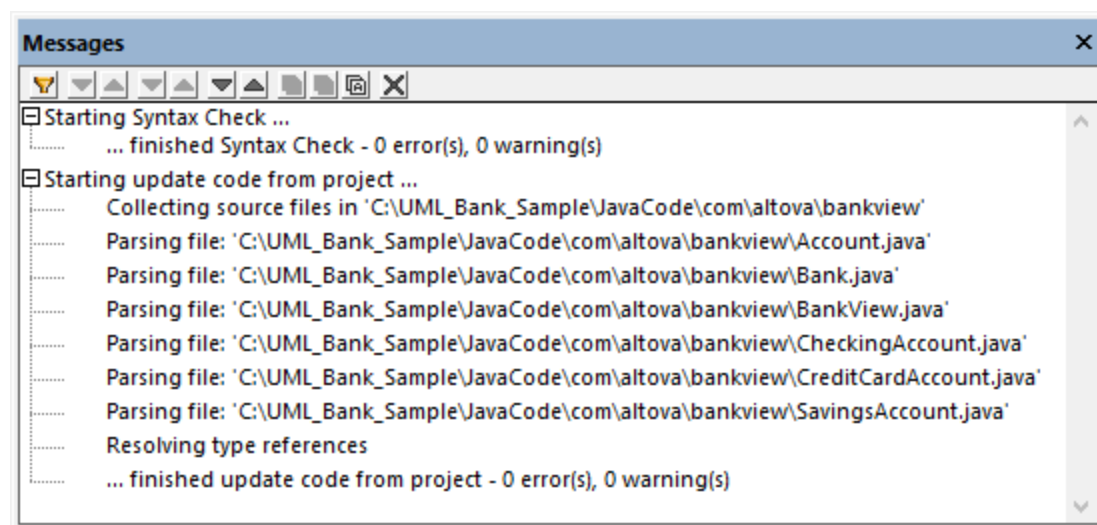 Messages
Starting Syntax Check ...
... finished Syntax Check - 0 error(s), 0 warning(s)
Starting update code from project ...
Collecting source files in 'C:\UML_Bank_Sample\JavaCode\com\altova\bankview'
Parsing file: 'C:\UML_Bank_Sample\JavaCode\com\altova\bankview\Account.java'
Parsing file: 'C:\UML_Bank_Sample\JavaCode\com\altova\bankview\Bank.java'
Parsing file: 'C:\UML_Bank_Sample\JavaCode\com\altova\bankview\BankView.java'
Parsing file: 'C:\UML_Bank_Sample\JavaCode\com\altova\bankview\CheckingAccount.java'
Parsing file: 'C:\UML_Bank_Sample\JavaCode\com\altova\bankview\CreditCardAccount.java'
Parsing file: 'C:\UML_Bank_Sample\JavaCode\com\altova\bankview\SavingsAccount.java'
Resolving type references
... finished update code from project - 0 error(s), 0 warning(s)